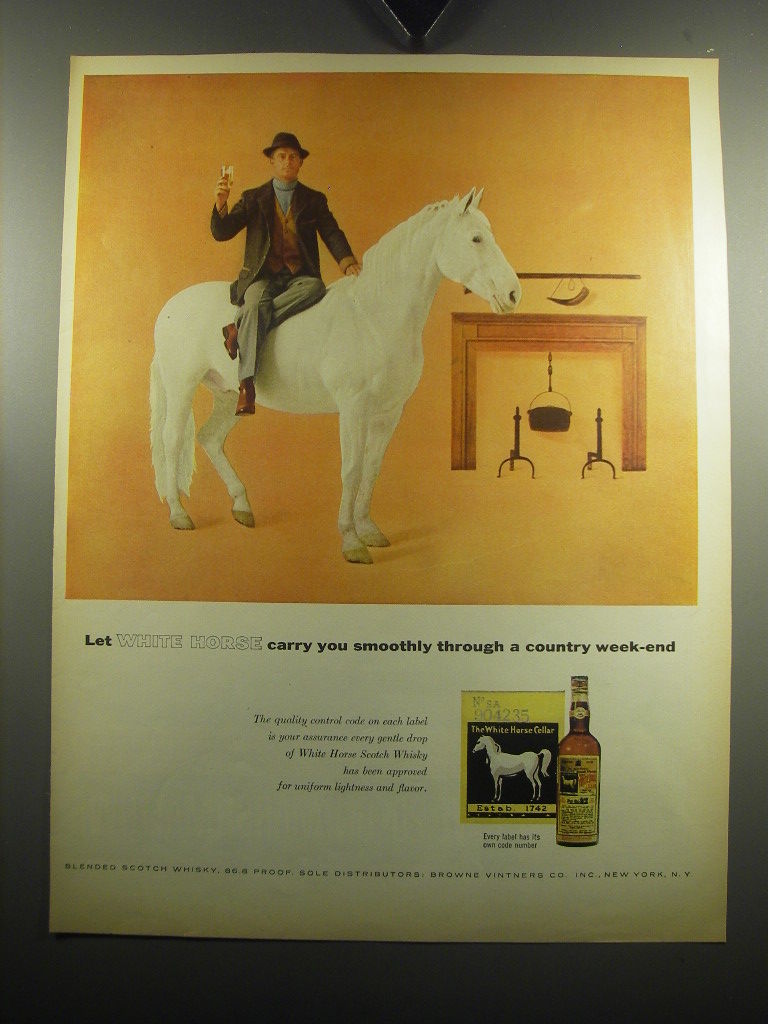 Let WHITE HORSE carry you smoothly through a country week-end
The quality control code on each label
is your assurance every gentle drop
of White Horse Scotch Whisky
has been approved
for uniform lightness and flavor.
Nº SA
904235
The White Horse Cellar
Estab. 1742
Every label has its
own code number
BLENDED SCOTCH WHISKY, 86.8 PROOF. SOLE DISTRIBUTORS: BROWNE VINTNERS CO. INC., NEW YORK, N.Y.